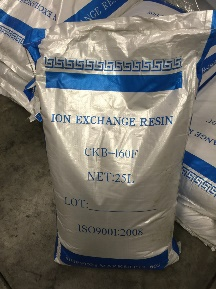 ION EXCHANGE RESIN
CKB-160F
NET:25L
LOT:
ISO9001:2008